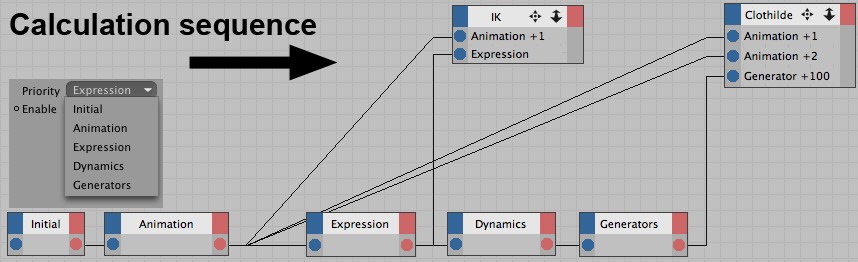 Calculation sequence
IK
Animation +1
Expression
Clothilde
Animation +1
Animation +2
Generator +100
Priority Expression
Enable
Initial
Animation
Expression
Dynamics
Generators
Initial
Animation
Expression
Dynamics
Generators